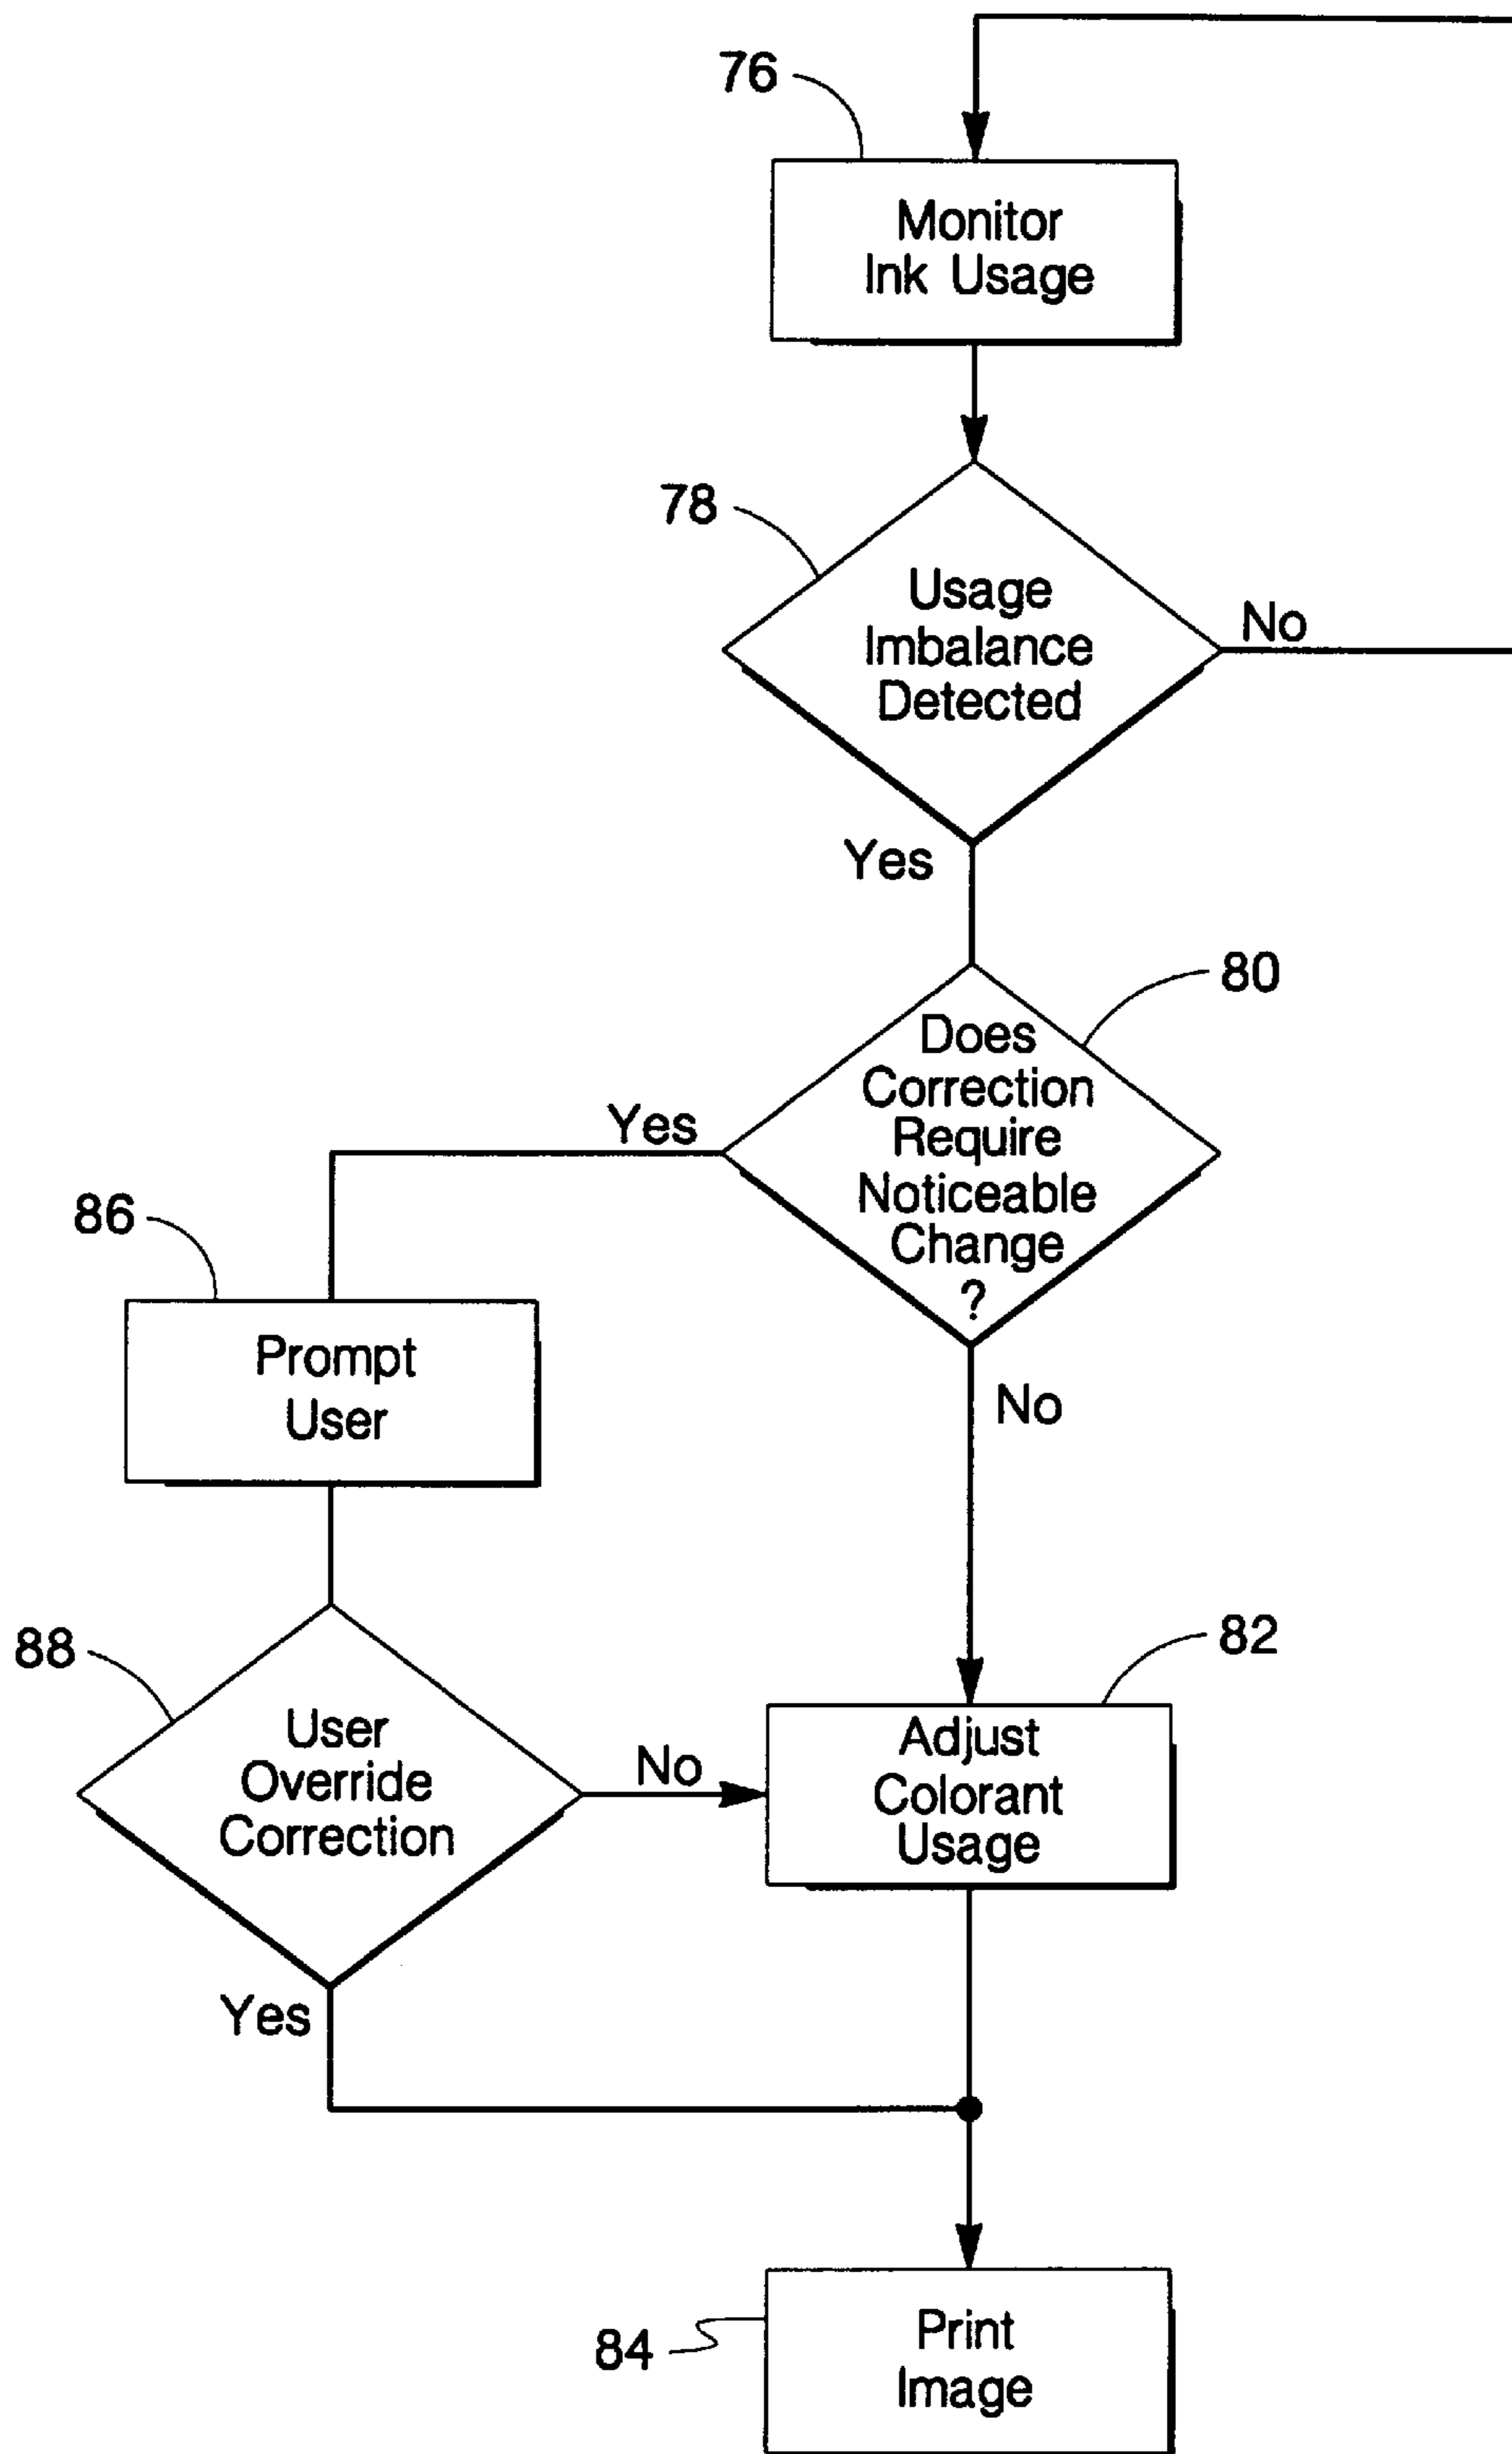 76
Monitor
Ink Usage
78
Usage
Imbalance
Detected
No
Yes
80
Does
Correction
Require
Noticeable
Change
?
Yes
No
86
Prompt
User
88
User
Override
Correction
No
Yes
82
Adjust
Colorant
Usage
84
Print
Image